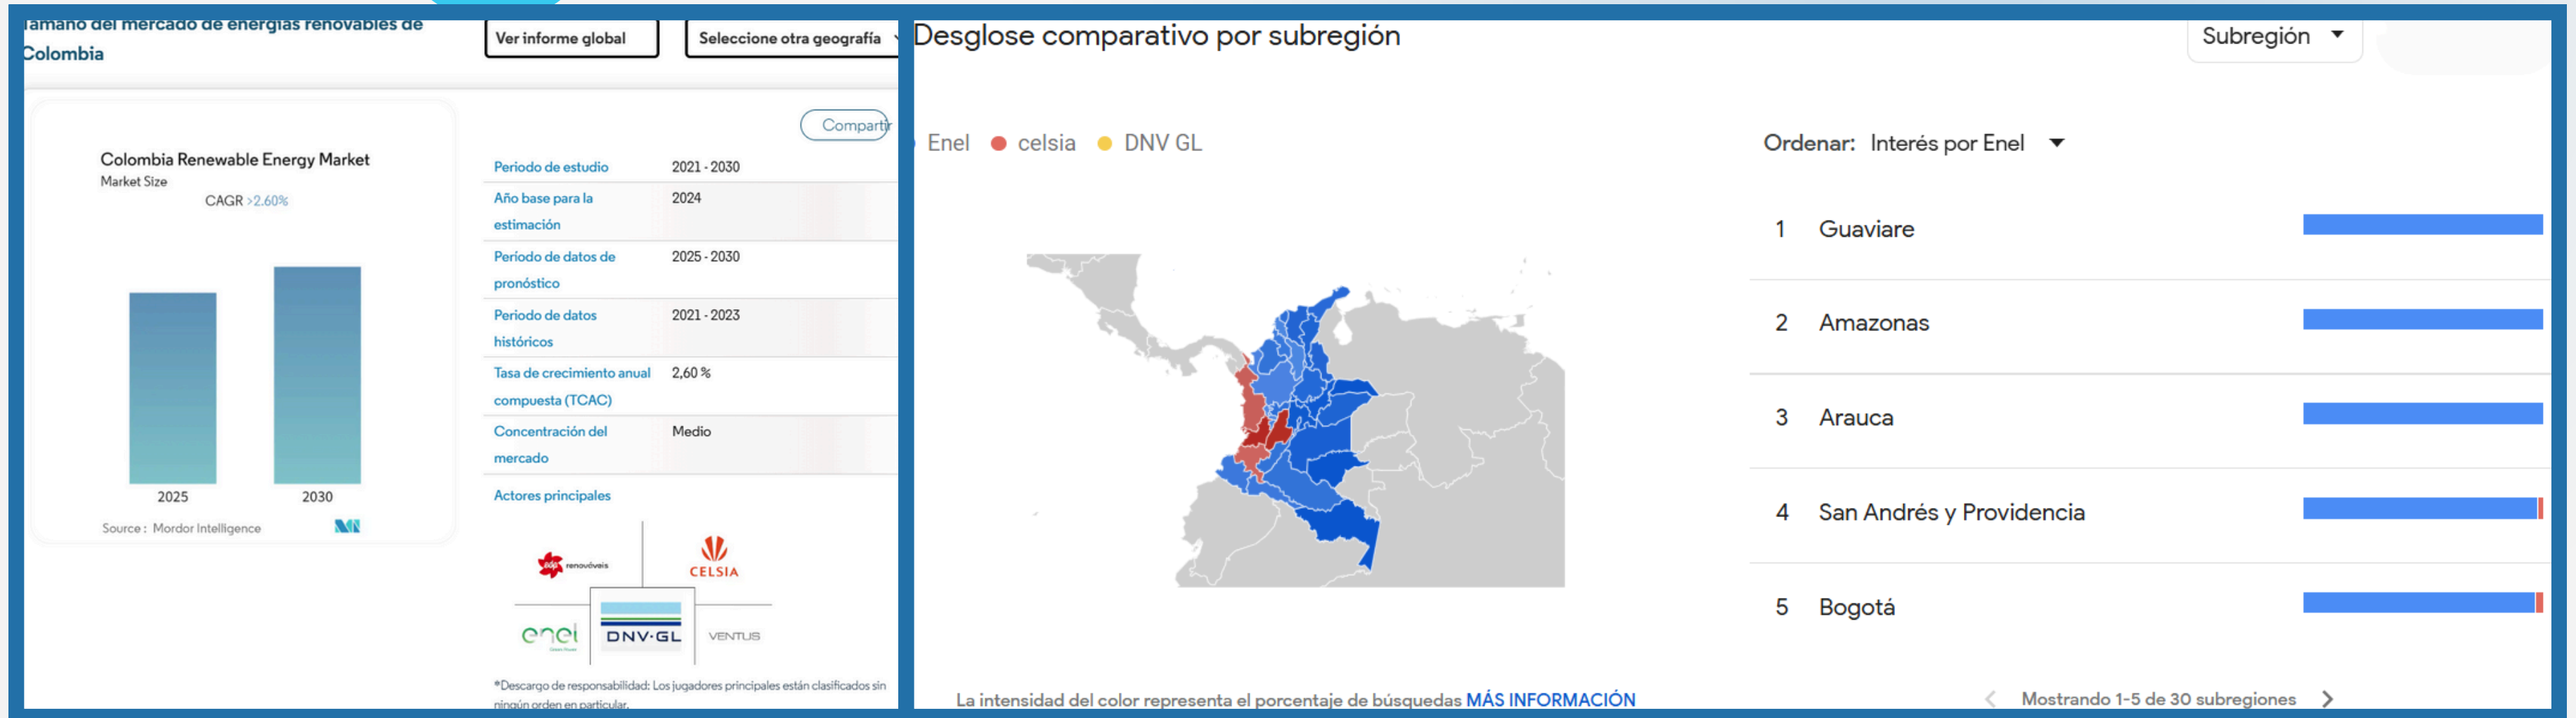 Tamaño del mercado de energías renovables de
Colombia
Ver informe global
Seleccione otra geografía
Compartir
Colombia Renewable Energy Market
Market Size
CAGR >2.60%
2025
2030
Source : Mordor Intelligence
Periodo de estudio 2021 - 2030
Año base para la
estimación
2024
Período de datos de
pronóstico
2025 - 2030
Periodo de datos
históricos
2021 - 2023
Tasa de crecimiento anual
compuesta (TCAC)
2,60 %
Concentración del
mercado
Medio
Actores principales
edp renováveis
CELSIA
enel
Green Power
DNV·GL
VENTUS
*Descargo de responsabilidad: Los jugadores principales están clasificados sin
ningún orden en particular.
Desglose comparativo por subregión
Subregión
Enel
celsia
DNV GL
Ordenar: Interés por Enel
1 Guaviare
2 Amazonas
3 Arauca
4 San Andrés y Providencia
5 Bogotá
La intensidad del color representa el porcentaje de búsquedas MÁS INFORMACIÓN
Mostrando 1-5 de 30 subregiones